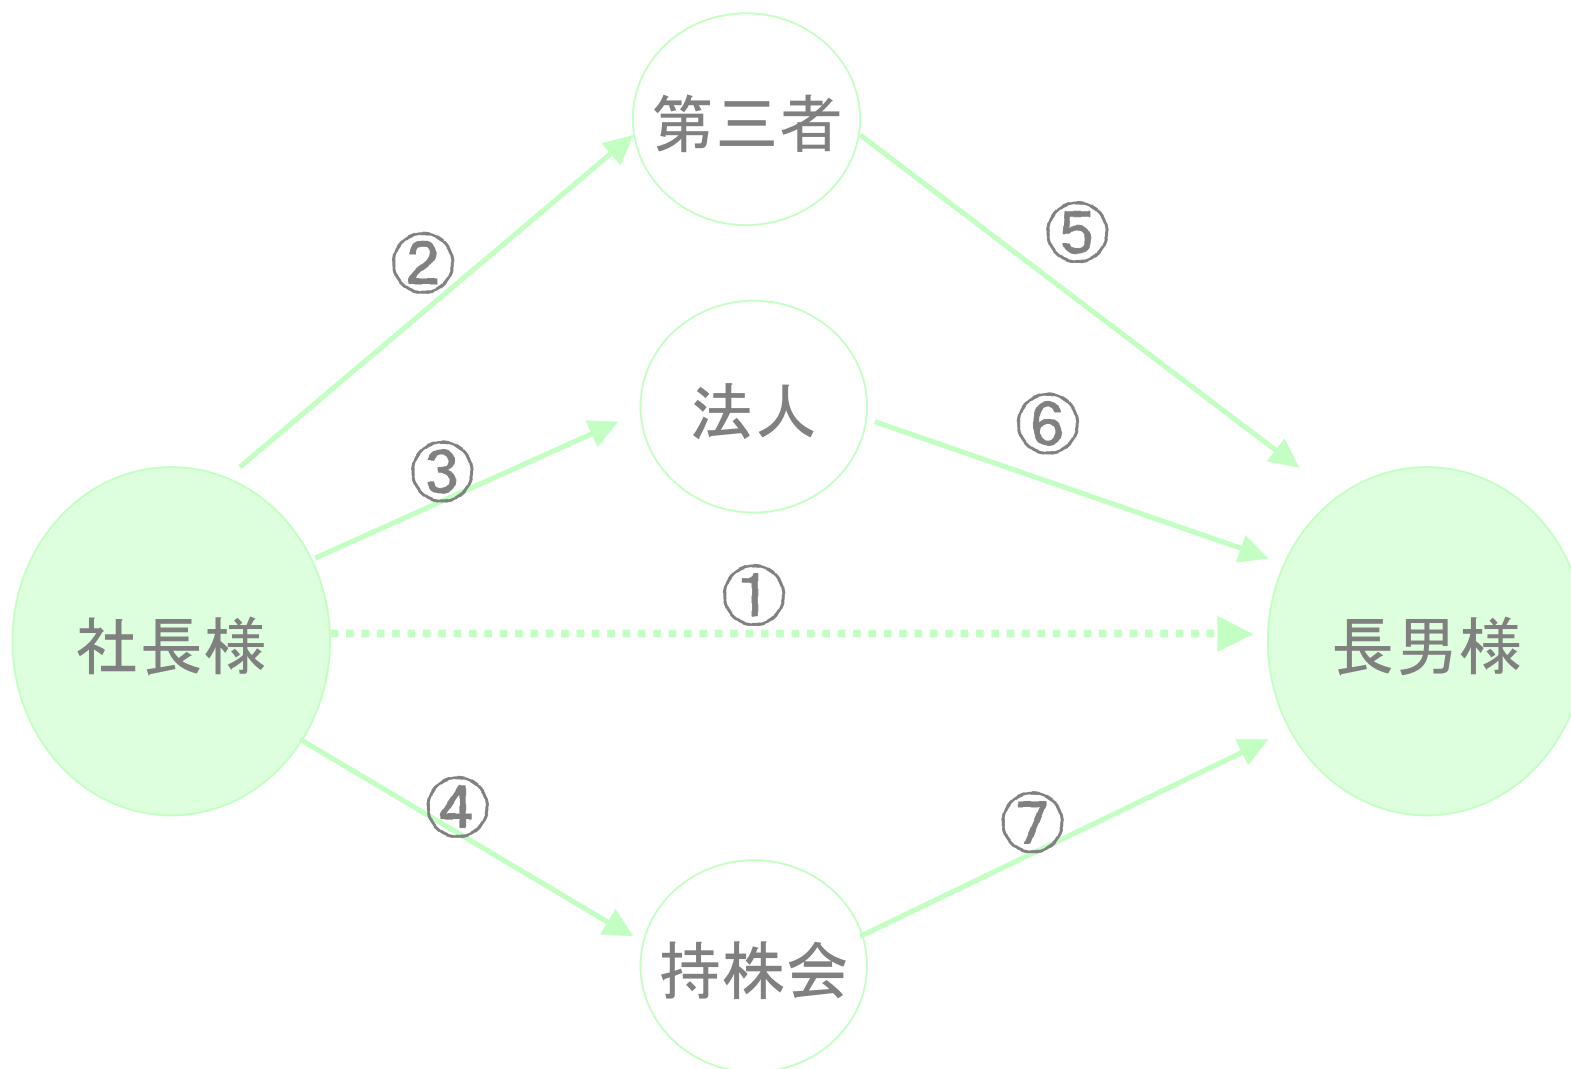 第三者
②
⑤
法人
⑥
③
①
社長様
長男様
④
⑦
持株会